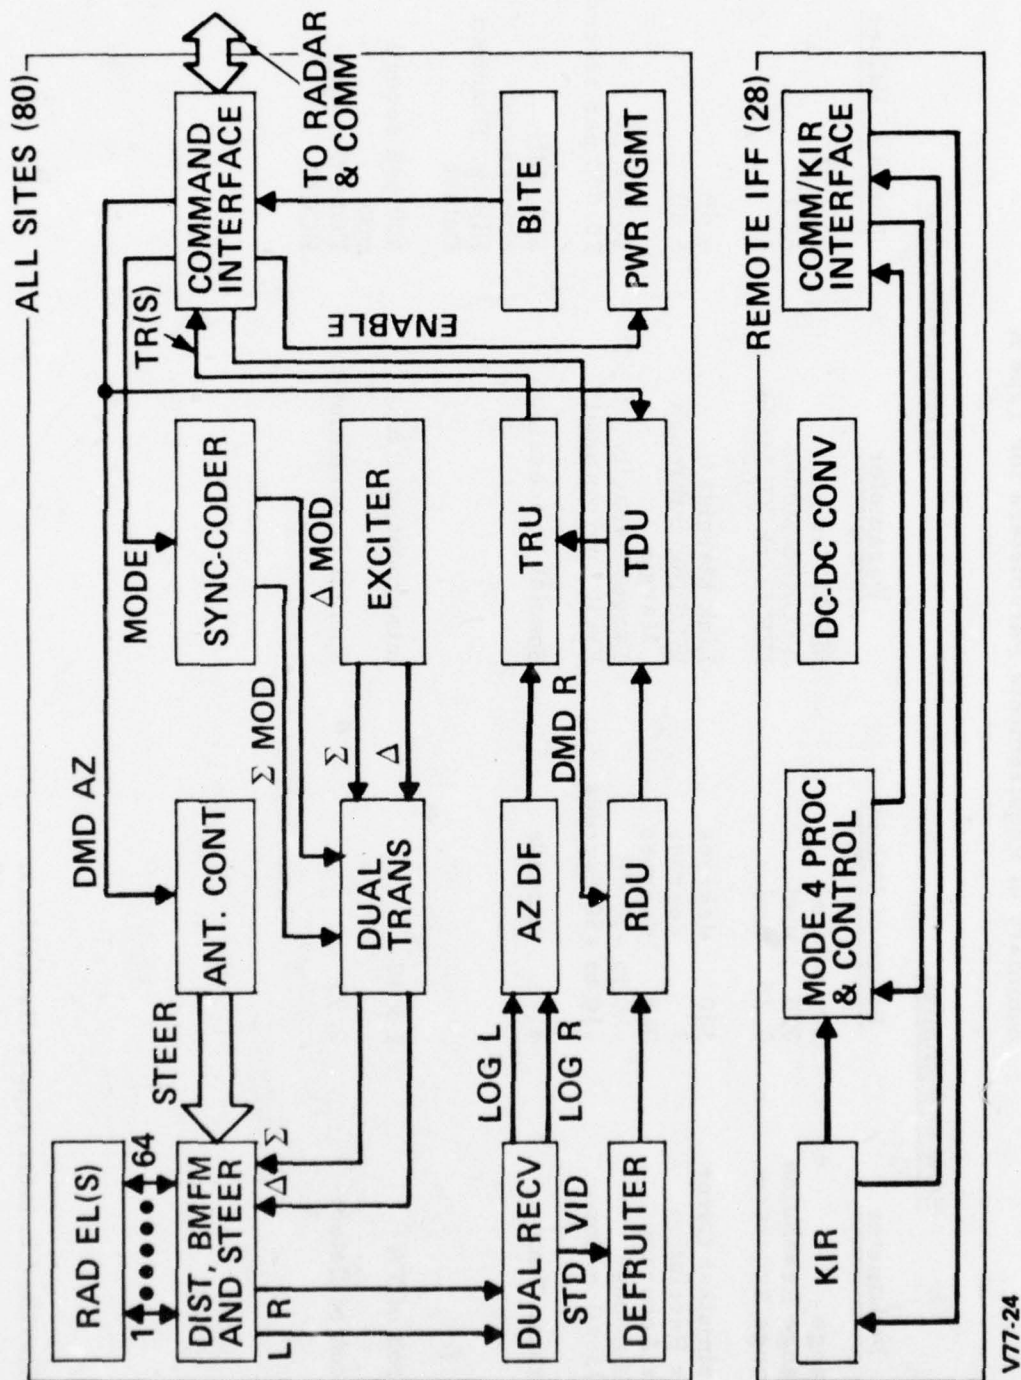 ALL SITES (80)
RAD EL(S)
1 64
DIST, BMFM
AND STEER
STEER
ANT. CONT
DMD AZ
MODE
SYNC-CODER
TR(S)
COMMAND
INTERFACE
TO RADAR
& COMM
Δ Σ
L R
Σ MOD
Δ MOD
DUAL
TRANS
Σ
Δ
EXCITER
ENABLE
BITE
DUAL RECV
LOG L
LOG R
STD VID
AZ DF
TRU
DMD R
DEFRUITER
RDU
TDU
PWR MGMT
REMOTE IFF (28)
KIR
MODE 4 PROC
& CONTROL
DC-DC CONV
COMM/KIR
INTERFACE
V77-24